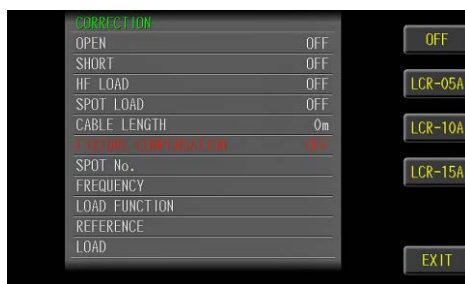 CORRECTION
OPEN OFF
SHORT OFF
HF LOAD OFF
SPOT LOAD OFF
CABLE LENGTH 0m
FIXTURE COMPENSATION OFF
SPOT No.
FREQUENCY
LOAD FUNCTION
REFERENCE
LOAD
OFF
LCR-05A
LCR-10A
LCR-15A
EXIT